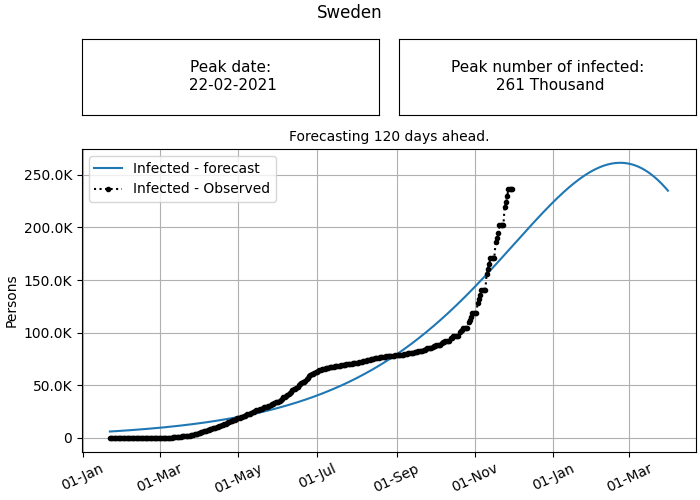 Sweden
Peak date:
22-02-2021
Peak number of infected:
261 Thousand
Forecasting 120 days ahead.
Infected - forecast
Infected - Observed
250.0K
200.0K
150.0K
100.0K
50.0K
0
Persons
01-Jan
01-Mar
01-May
01-Jul
01-Sep
01-Nov
01-Jan
01-Mar